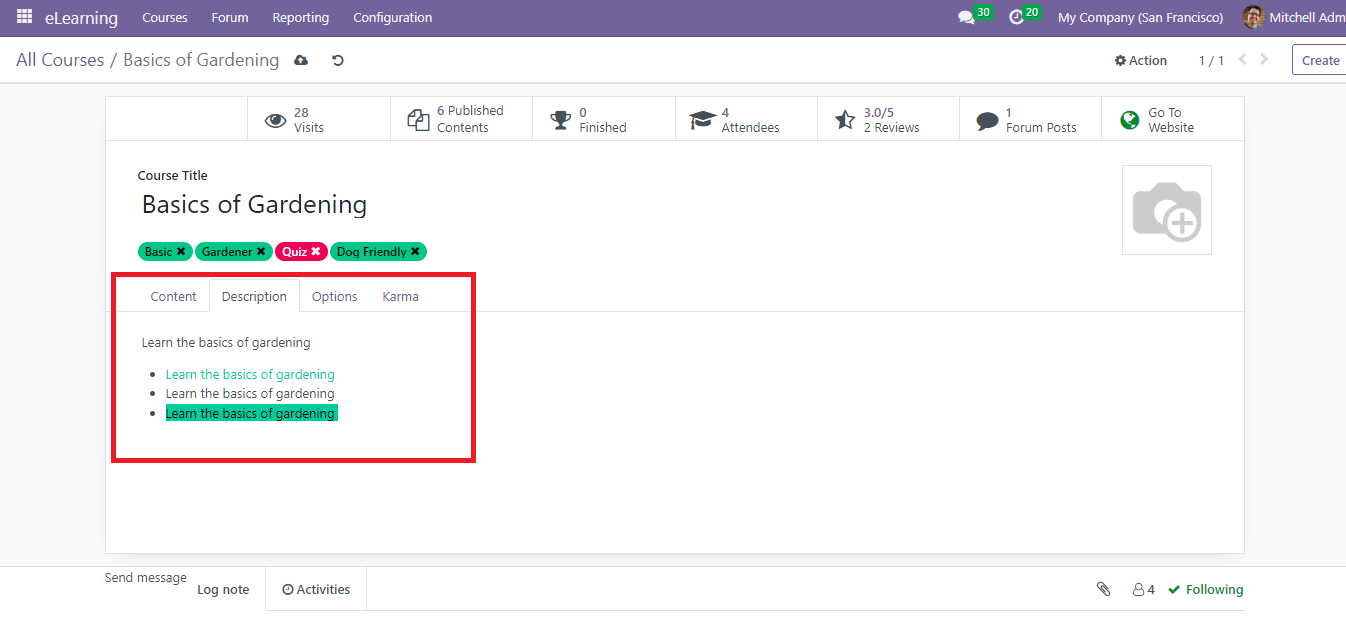 eLearning Courses Forum Reporting Configuration 30 20 My Company (San Francisco) Mitchell Adm
All Courses / Basics of Gardening Action 1 / 1 Create
28 Visits
6 Published Contents
0 Finished
4 Attendees
3.0/5 2 Reviews
1 Forum Posts
Go To Website
Course Title
Basics of Gardening
Basic Gardener Quiz Dog Friendly
Content Description Options Karma
Learn the basics of gardening
Learn the basics of gardening
Learn the basics of gardening
Learn the basics of gardening
Send message Log note Activities 4 Following